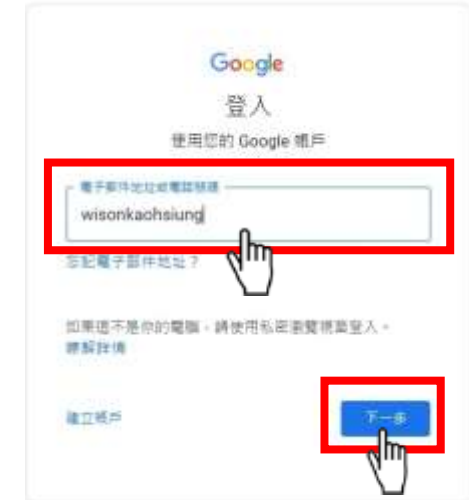 Google
登入
使用您的 Google 帳戶
電子郵件地址或電話號碼
wisonkaohsiung
忘記電子郵件地址？
如果這不是你的電腦，請使用私密瀏覽視窗登入。
瞭解詳情
建立帳戶
下一步